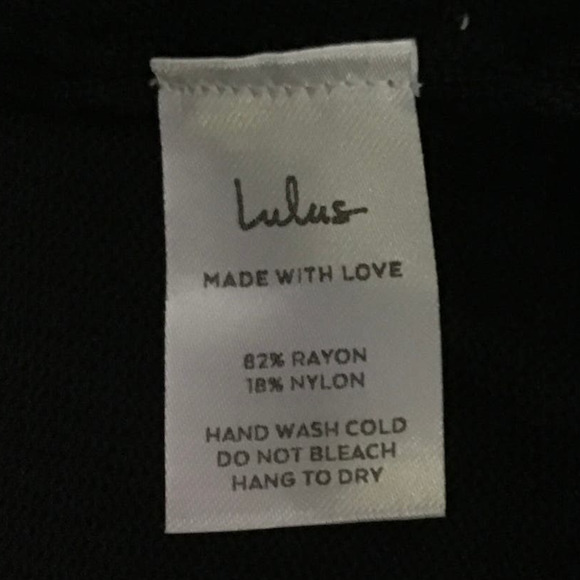 Lulus
MADE WITH LOVE
82% RAYON
18% NYLON
HAND WASH COLD
DO NOT BLEACH
HANG TO DRY